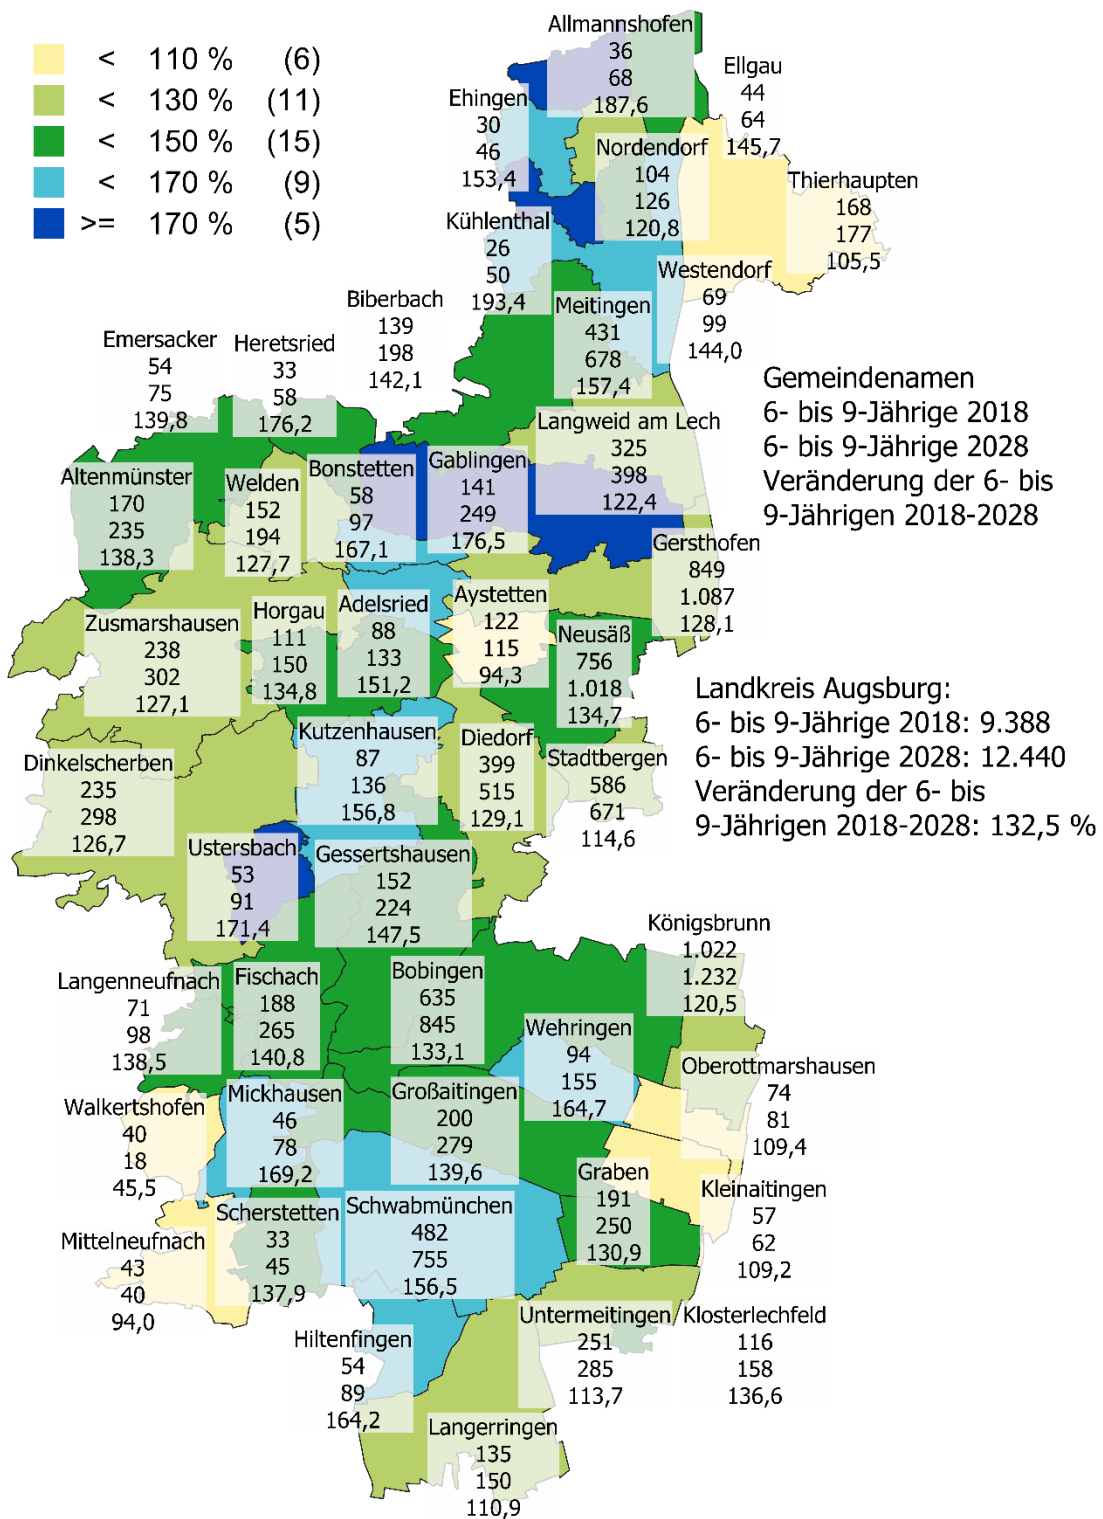 < 110 % (6)
< 130 % (11)
< 150 % (15)
< 170 % (9)
>= 170 % (5)
Allmannshofen
36
68
187,6
Ellgau
44
64
145,7
Ehingen
30
46
153,4
Nordendorf
104
126
120,8
Thierhaupten
168
177
105,5
Kühlenthal
26
50
193,4
Westendorf
69
99
144,0
Biberbach
139
198
142,1
Meitingen
431
678
157,4
Emersacker
54
75
139,8
Heretsried
33
58
176,2
Gemeindenamen
6- bis 9-Jährige 2018
6- bis 9-Jährige 2028
Veränderung der 6- bis
9-Jährigen 2018-2028
Langweid am Lech
325
398
122,4
Altenmünster
170
235
138,3
Welden
152
194
127,7
Bonstetten
58
97
167,1
Gablingen
141
249
176,5
Gersthofen
849
1.087
128,1
Zusmarshausen
238
302
127,1
Horgau
111
150
134,8
Adelsried
88
133
151,2
Aystetten
122
115
94,3
Neusäß
756
1.018
134,7
Landkreis Augsburg:
6- bis 9-Jährige 2018: 9.388
6- bis 9-Jährige 2028: 12.440
Veränderung der 6- bis
9-Jährigen 2018-2028: 132,5 %
Dinkelscherben
235
298
126,7
Kutzenhausen
87
136
156,8
Diedorf
399
515
129,1
Stadtbergen
586
671
114,6
Ustersbach
53
91
171,4
Gessertshausen
152
224
147,5
Königsbrunn
1.022
1.232
120,5
Langenneufnach
71
98
138,5
Fischach
188
265
140,8
Bobingen
635
845
133,1
Wehringen
94
155
164,7
Oberottmarshausen
74
81
109,4
Walkertshofen
40
18
45,5
Mickhausen
46
78
169,2
Großaitingen
200
279
139,6
Graben
191
250
130,9
Kleinaitingen
57
62
109,2
Mittelneufnach
43
40
94,0
Scherstetten
33
45
137,9
Schwabmünchen
482
755
156,5
Hiltenfingen
54
89
164,2
Untermeitingen
251
285
113,7
Klosterlechfeld
116
158
136,6
Langerringen
135
150
110,9